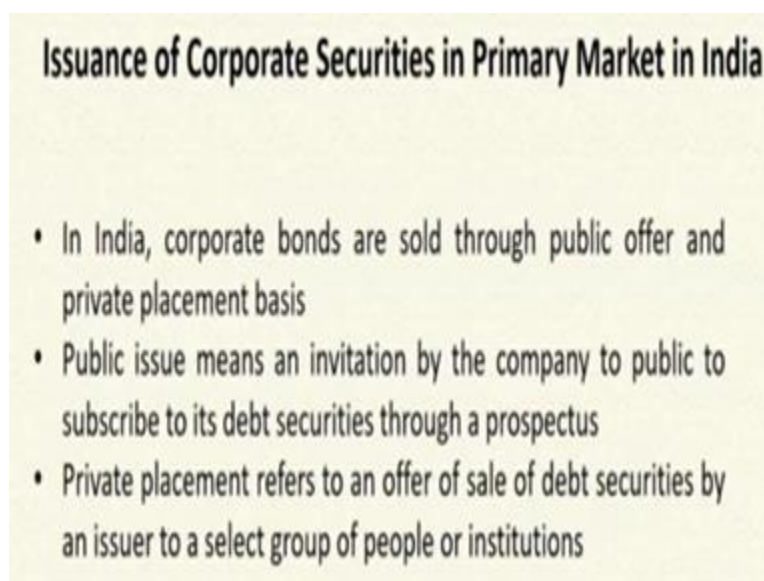 Issuance of Corporate Securities in Primary Market in India
• In India, corporate bonds are sold through public offer and
private placement basis
• Public issue means an invitation by the company to public to
subscribe to its debt securities through a prospectus
• Private placement refers to an offer of sale of debt securities by
an issuer to a select group of people or institutions